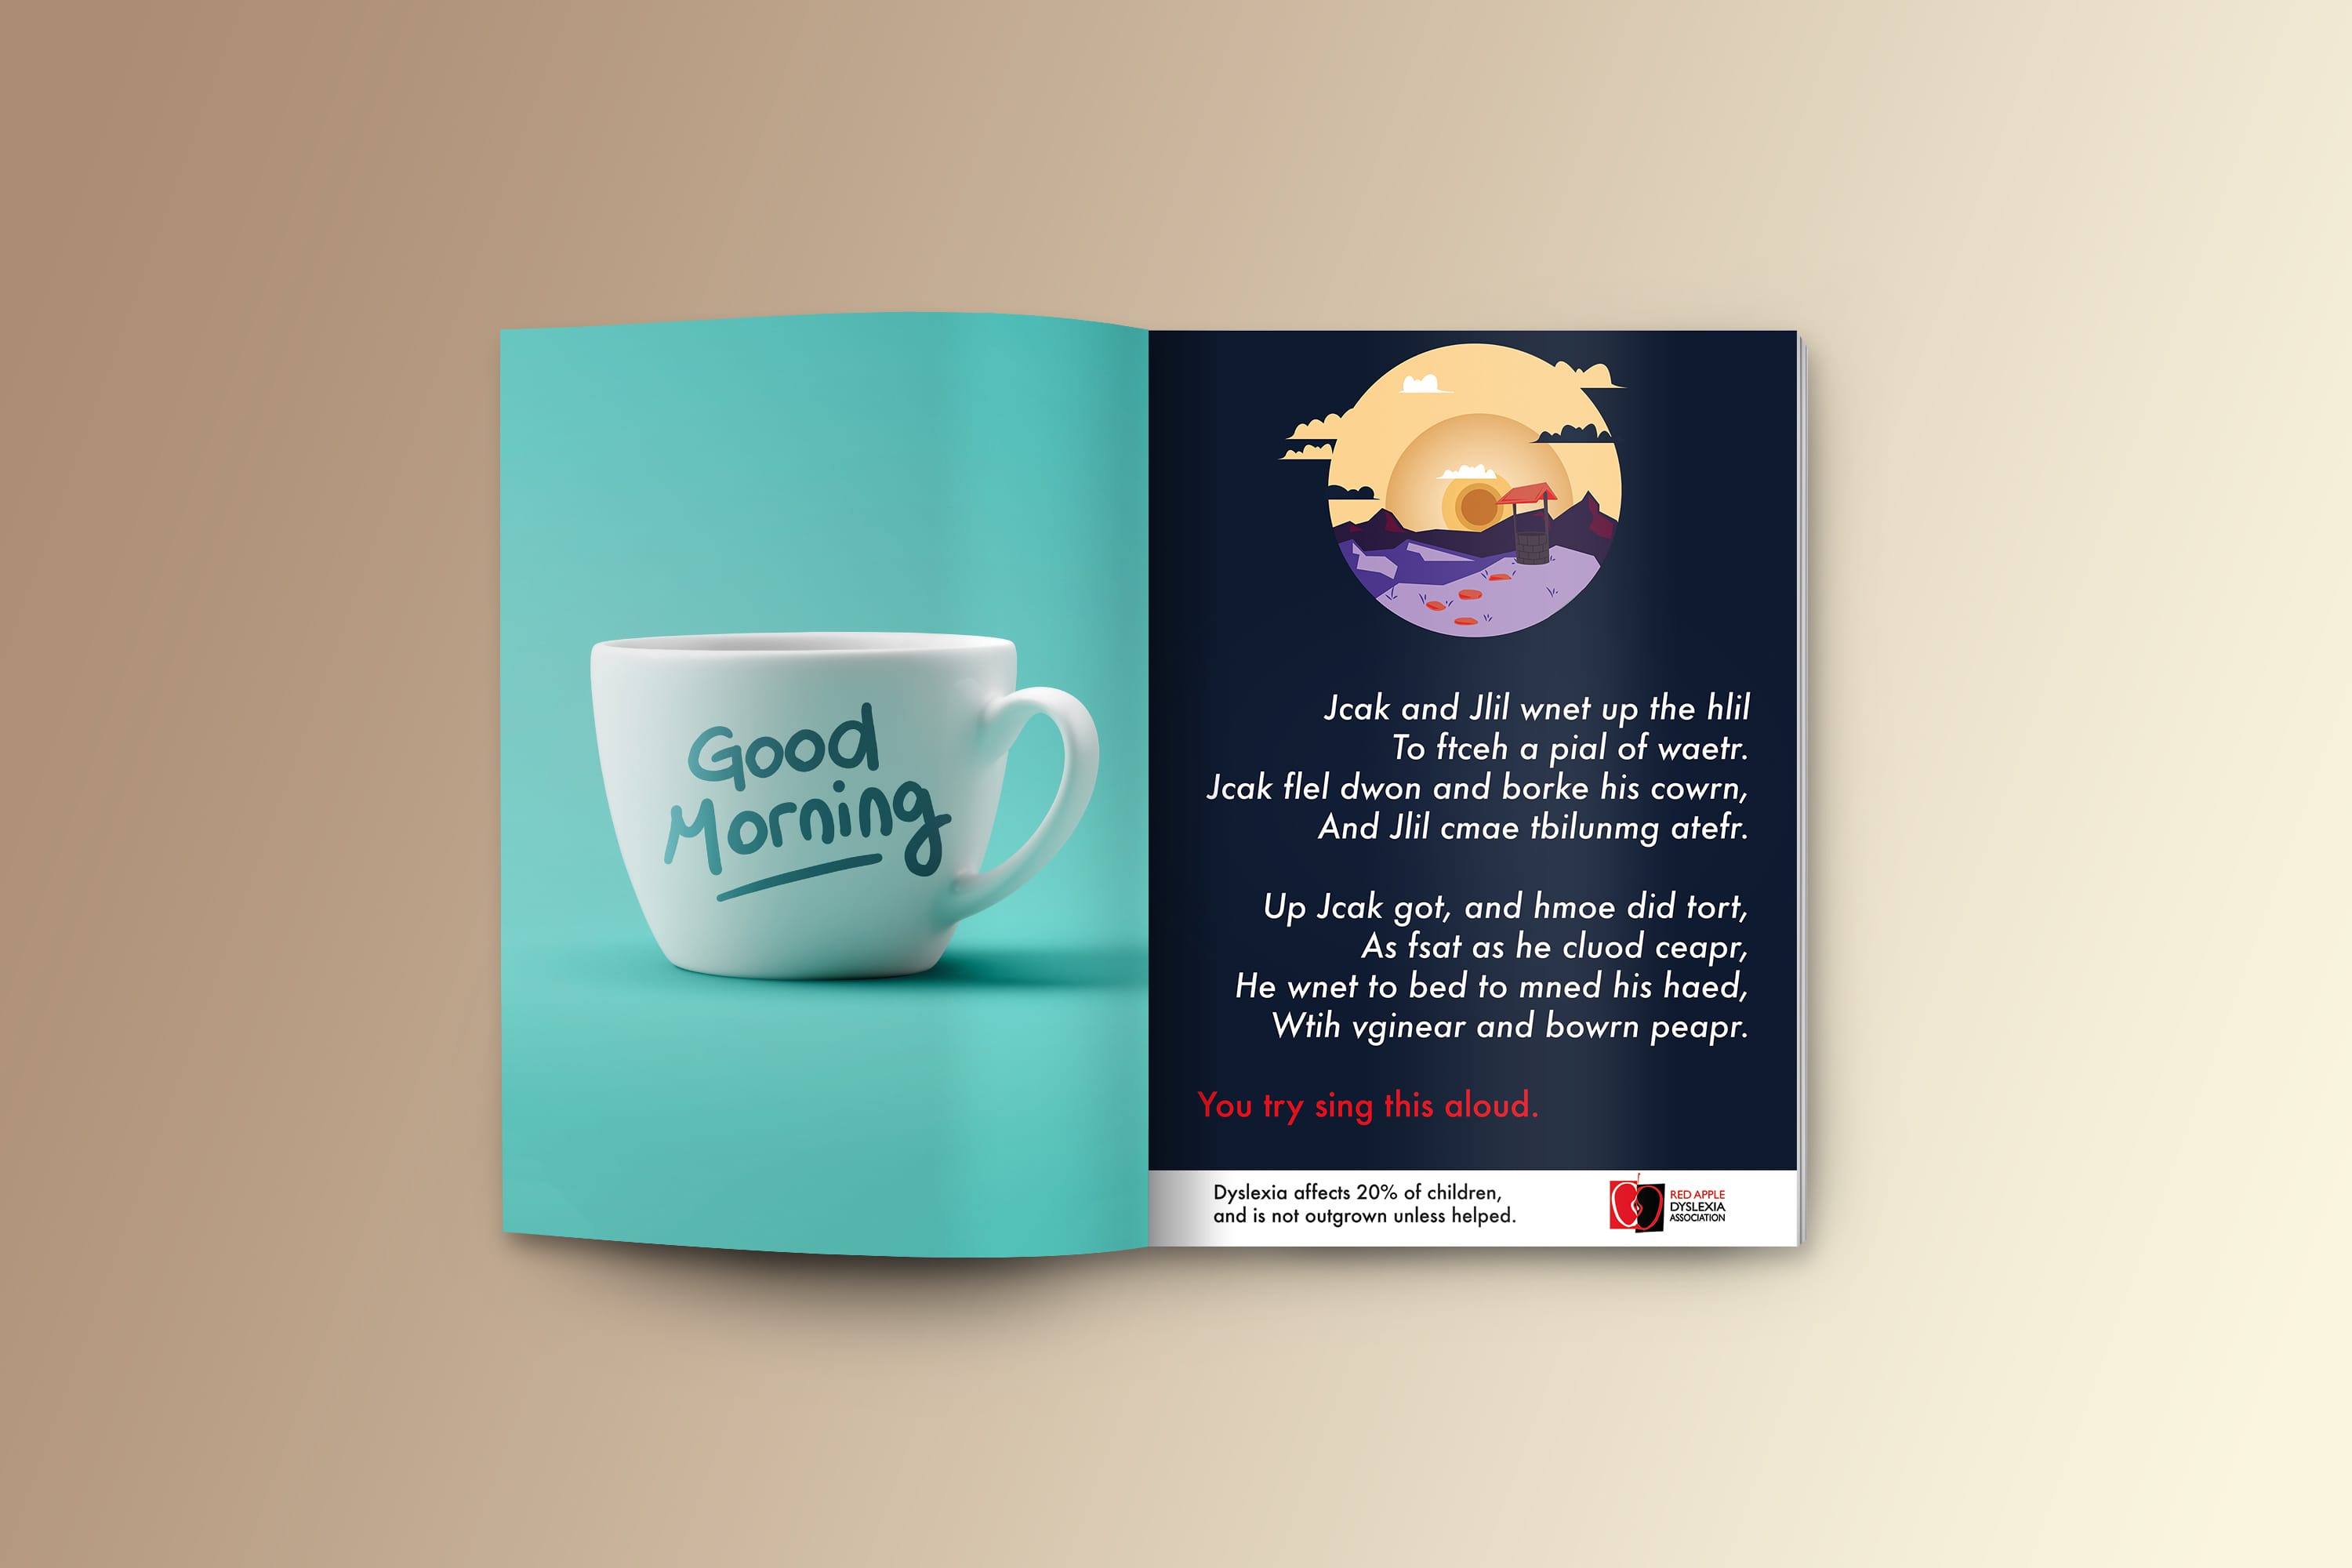 Good
Morning
Jcak and Jlil wnet up the hlil
To ftceh a pial of waetr.
Jcak flel dwon and borke his cowrn,
And Jlil cmae tbilunmg atefr.
Up Jcak got, and hmoe did tort,
As fsat as he cluod ceapr,
He wnet to bed to mned his haed,
Wtih vginear and bowrn peapr.
You try sing this aloud.
Dyslexia affects 20% of children,
and is not outgrown unless helped.
RED APPLE
DYSLEXIA
ASSOCIATION